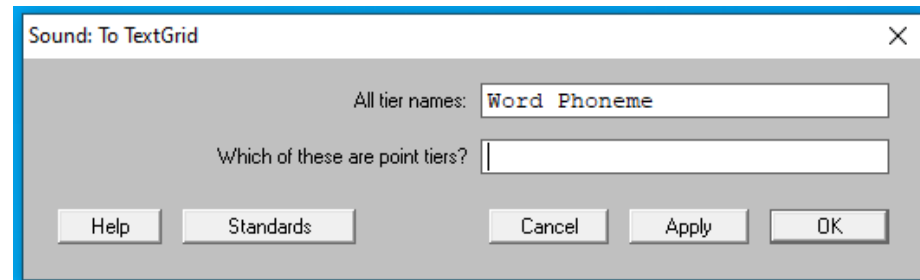 Sound: To TextGrid
All tier names: Word Phoneme
Which of these are point tiers?
Help Standards Cancel Apply OK